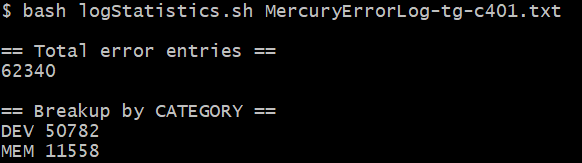 $ bash logStatistics.sh MercuryErrorLog-tg-c401.txt
== Total error entries ==
62340
== Breakup by CATEGORY ==
DEV 50782
MEM 11558